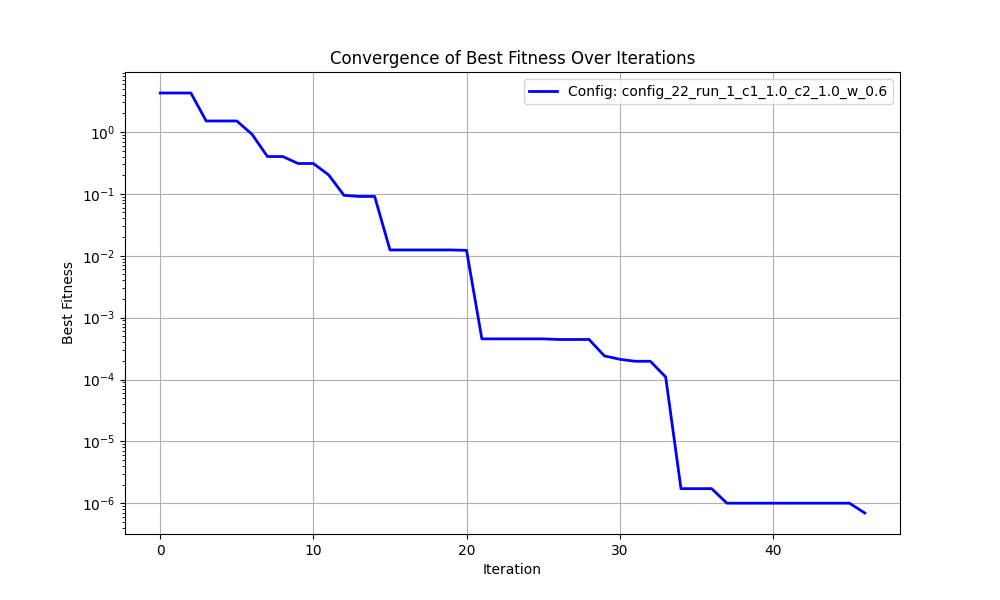 Convergence of Best Fitness Over Iterations
Config: config_22_run_1_c1_1.0_c2_1.0_w_0.6
Best Fitness
10⁰
10⁻¹
10⁻²
10⁻³
10⁻⁴
10⁻⁵
10⁻⁶
0 10 20 30 40
Iteration